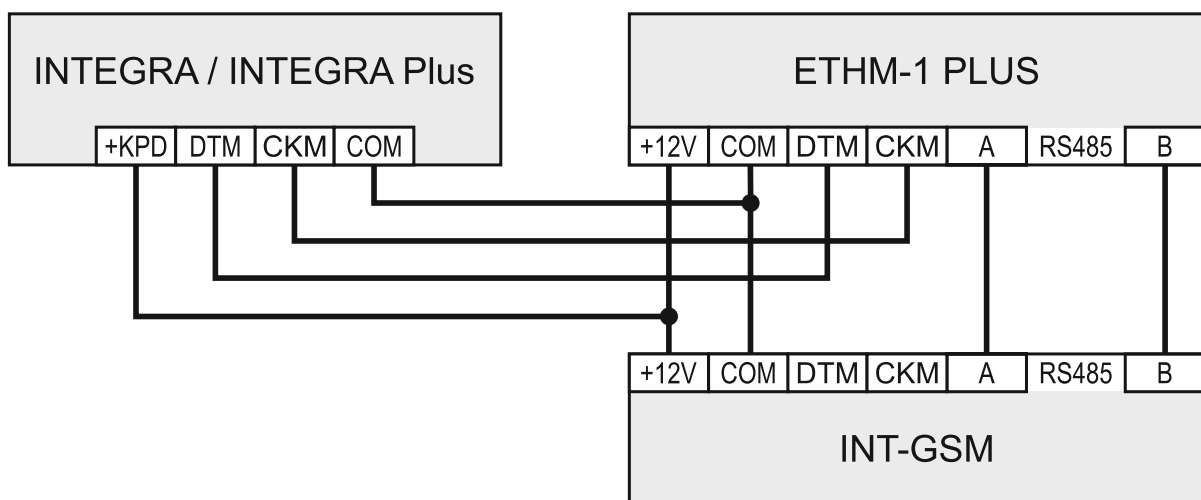 INTEGRA / INTEGRA Plus
+KPD DTM CKM COM
ETHM-1 PLUS
+12V COM DTM CKM A RS485 B
+12V COM DTM CKM A RS485 B
INT-GSM